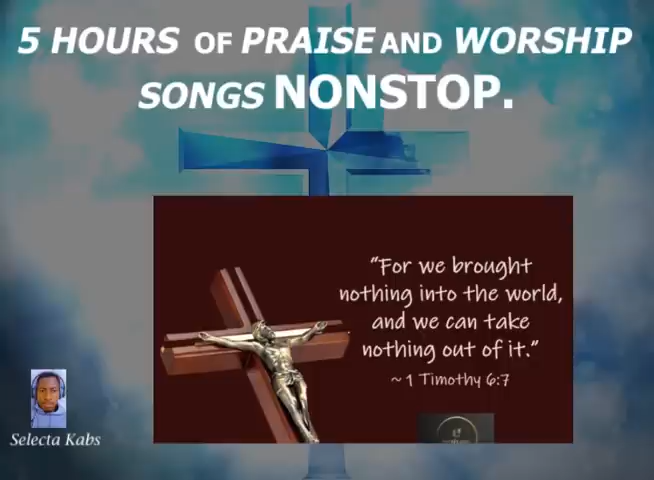 5 HOURS OF PRAISE AND WORSHIP
SONGS NONSTOP.
“For we brought
nothing into the world,
and we can take
nothing out of it.”
~1 Timothy 6:7
Selecta Kabs